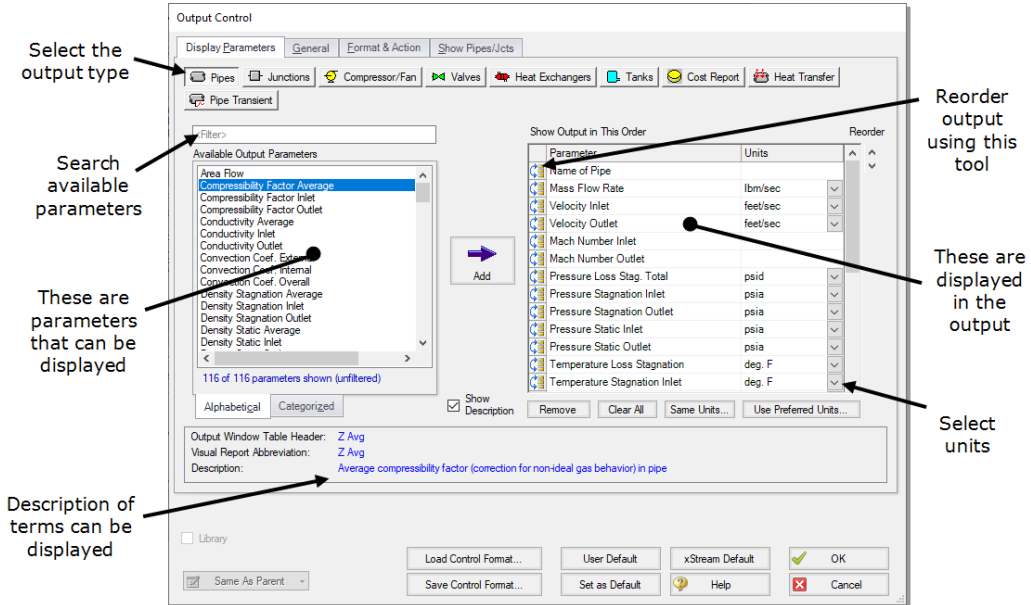 Output Control
Display Parameters
General
Format & Action
Show Pipes/Jcts
Select the
output type
Pipes
Junctions
Compressor/Fan
Valves
Heat Exchangers
Tanks
Cost Report
Heat Transfer
Pipe Transient
<Filter>
Search
available
parameters
Available Output Parameters
Area Flow
Compressibility Factor Average
Compressibility Factor Inlet
Compressibility Factor Outlet
Conductivity Average
Conductivity Inlet
Conductivity Outlet
Convection Coef. External
Convection Coef. Internal
Convection Coef. Overall
Density Stagnation Average
Density Stagnation Inlet
Density Stagnation Outlet
Density Static Average
Density Static Inlet
116 of 116 parameters shown (unfiltered)
Alphabetical
Categorized
These are
parameters
that can be
displayed
Add
Show
Description
Show Output in This Order
Reorder
Parameter Units
Name of Pipe
Mass Flow Rate lbm/sec
Velocity Inlet feet/sec
Velocity Outlet feet/sec
Mach Number Inlet
Mach Number Outlet
Pressure Loss Stag. Total psid
Pressure Stagnation Inlet psia
Pressure Stagnation Outlet psia
Pressure Static Inlet psia
Pressure Static Outlet psia
Temperature Loss Stagnation deg. F
Temperature Stagnation Inlet deg. F
Remove
Clear All
Same Units...
Use Preferred Units...
Reorder
output
using this
tool
These are
displayed
in the
output
Select
units
Output Window Table Header: Z Avg
Visual Report Abbreviation: Z Avg
Description: Average compressibility factor (correction for non-ideal gas behavior) in pipe
Description of
terms can be
displayed
Library
Same As Parent
Load Control Format...
User Default
xStream Default
OK
Save Control Format...
Set as Default
Help
Cancel